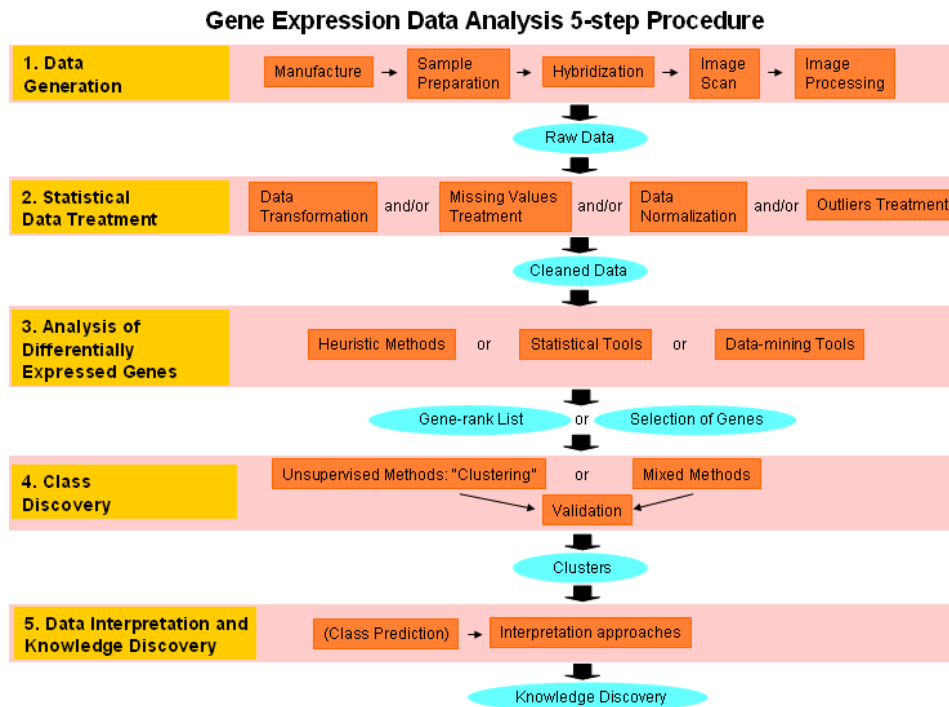 Gene Expression Data Analysis 5-step Procedure
1. Data
Generation
Manufacture
Sample
Preparation
Hybridization
Image
Scan
Image
Processing
Raw Data
2. Statistical
Data Treatment
Data
Transformation
and/or
Missing Values
Treatment
and/or
Data
Normalization
and/or
Outliers Treatment
Cleaned Data
3. Analysis of
Differentially
Expressed Genes
Heuristic Methods
or
Statistical Tools
or
Data-mining Tools
Gene-rank List
or
Selection of Genes
4. Class
Discovery
Unsupervised Methods: "Clustering"
or
Mixed Methods
Validation
Clusters
5. Data Interpretation and
Knowledge Discovery
(Class Prediction)
Interpretation approaches
Knowledge Discovery